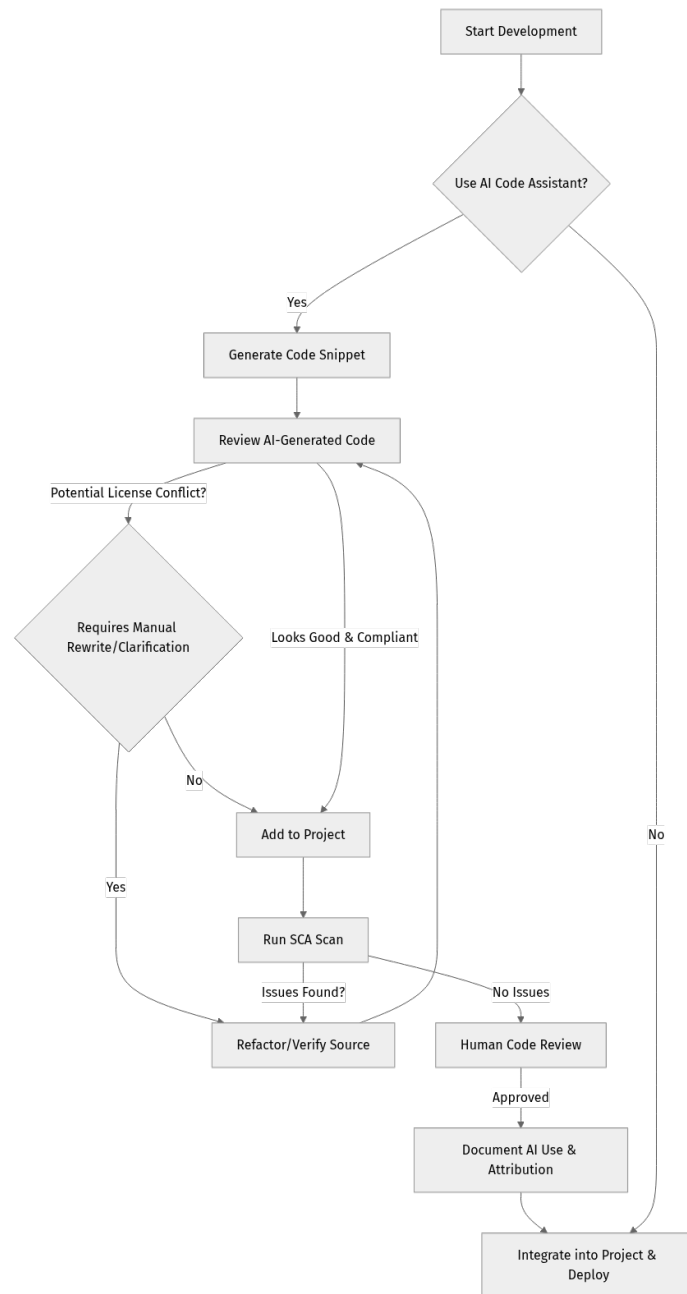 Start Development
Use AI Code Assistant?
Yes
Generate Code Snippet
Review AI-Generated Code
Potential License Conflict?
Requires Manual
Rewrite/Clarification
Looks Good & Compliant
No
Add to Project
No
Yes
Run SCA Scan
Issues Found?
No Issues
Refactor/Verify Source
Human Code Review
Approved
Document AI Use &
Attribution
Integrate into Project &
Deploy